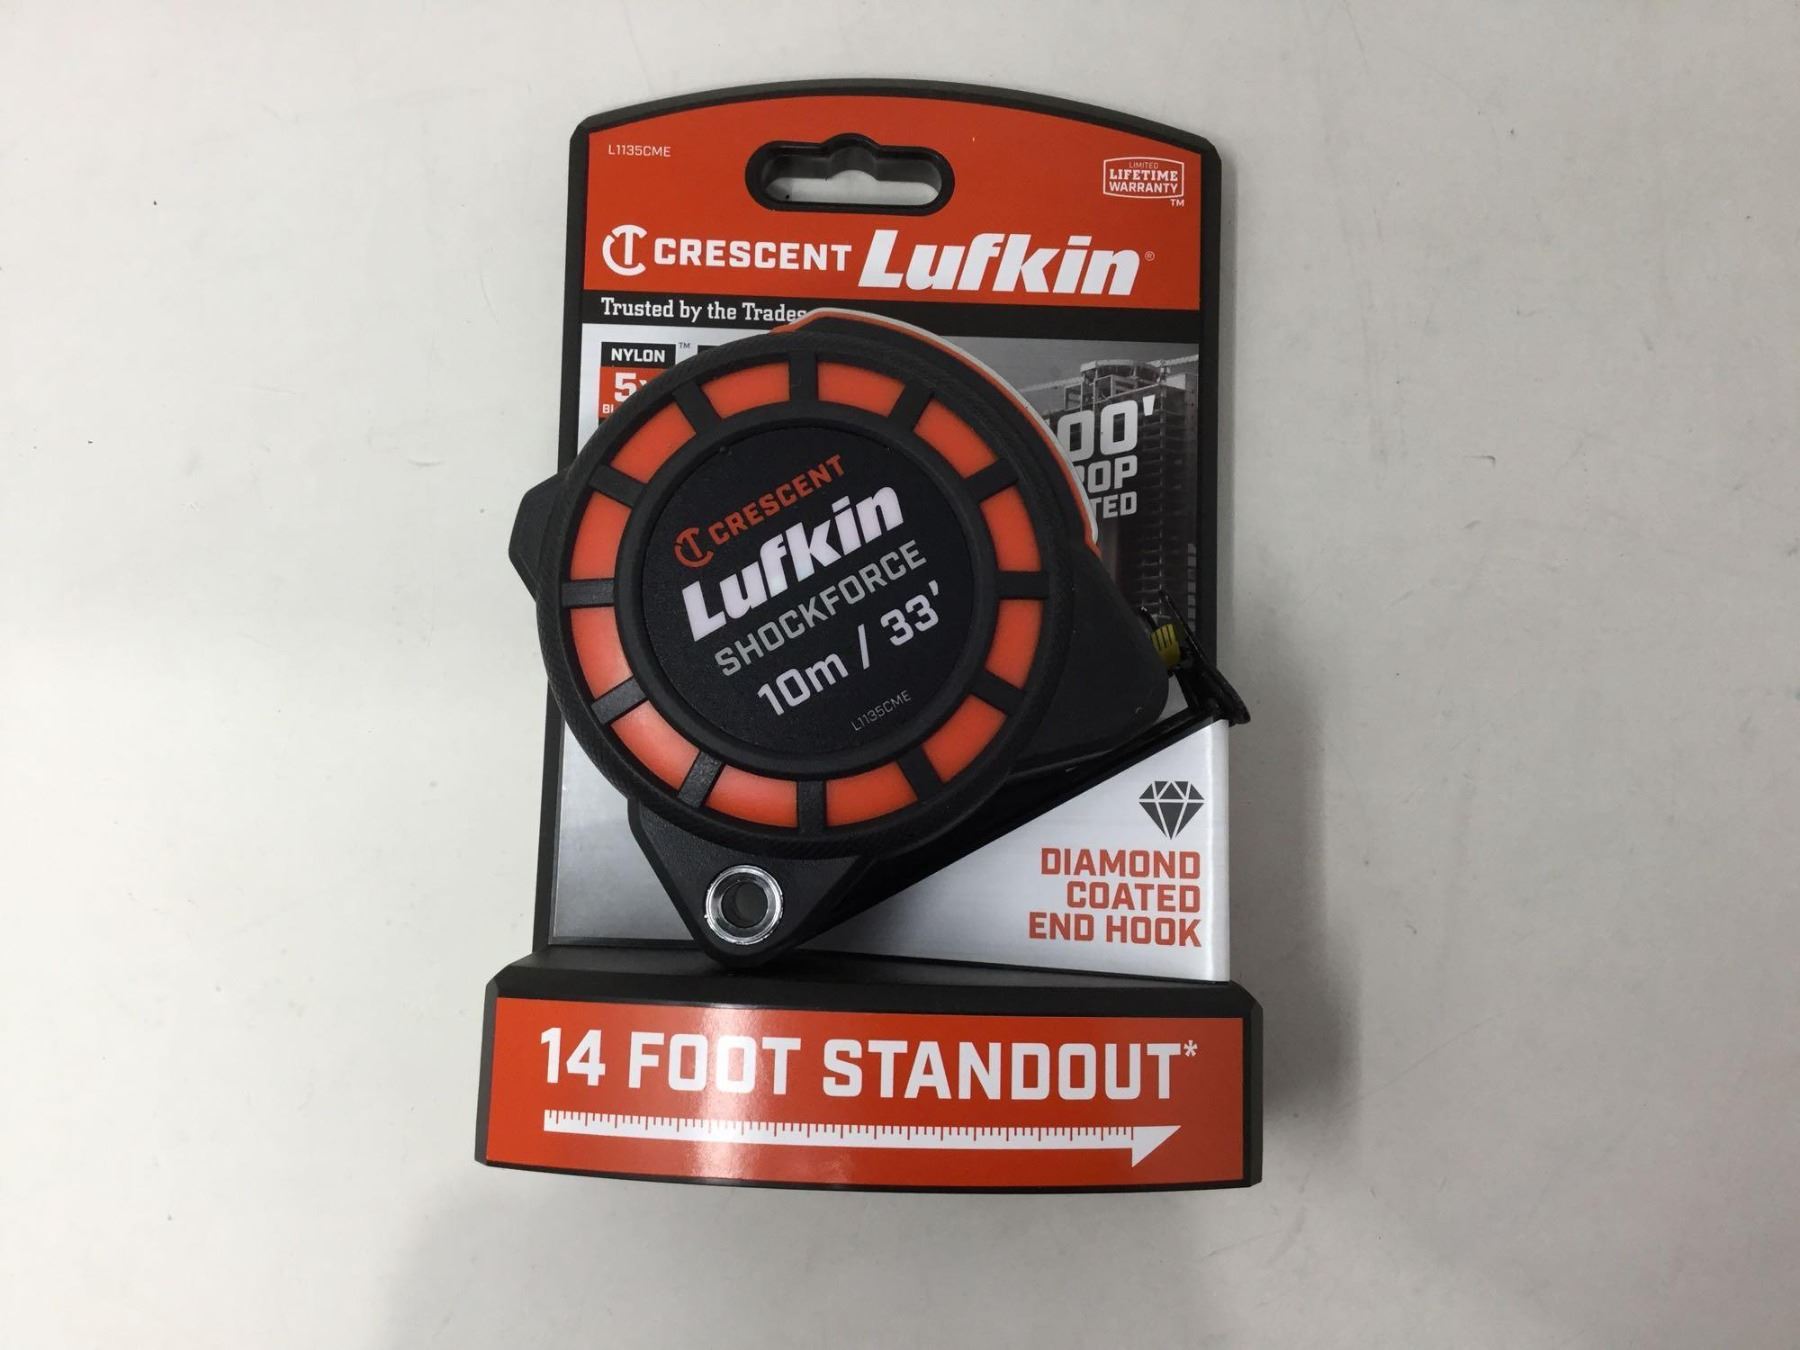 L1135CME
LIMITED
LIFETIME
WARRANTY
TM
CRESCENT Lufkin®
Trusted by the Trades
NYLON TM
CRESCENT
Lufkin
SHOCKFORCE
10m / 33'
L1135CME
DIAMOND
COATED
END HOOK
14 FOOT STANDOUT*